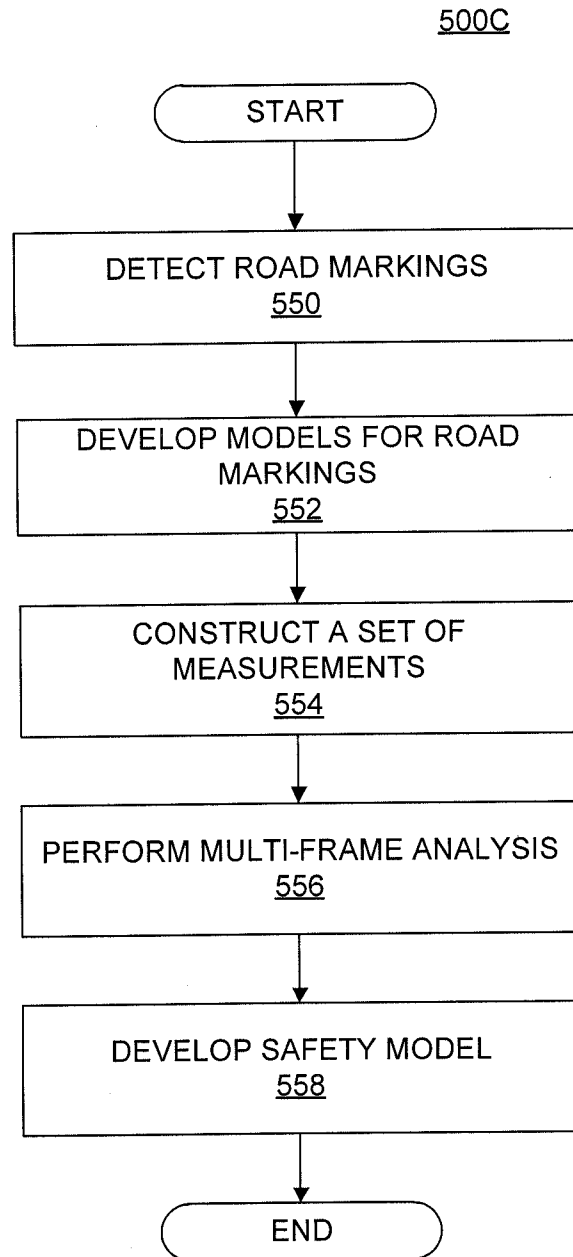 500C
START
DETECT ROAD MARKINGS
550
DEVELOP MODELS FOR ROAD
MARKINGS
552
CONSTRUCT A SET OF
MEASUREMENTS
554
PERFORM MULTI-FRAME ANALYSIS
556
DEVELOP SAFETY MODEL
558
END